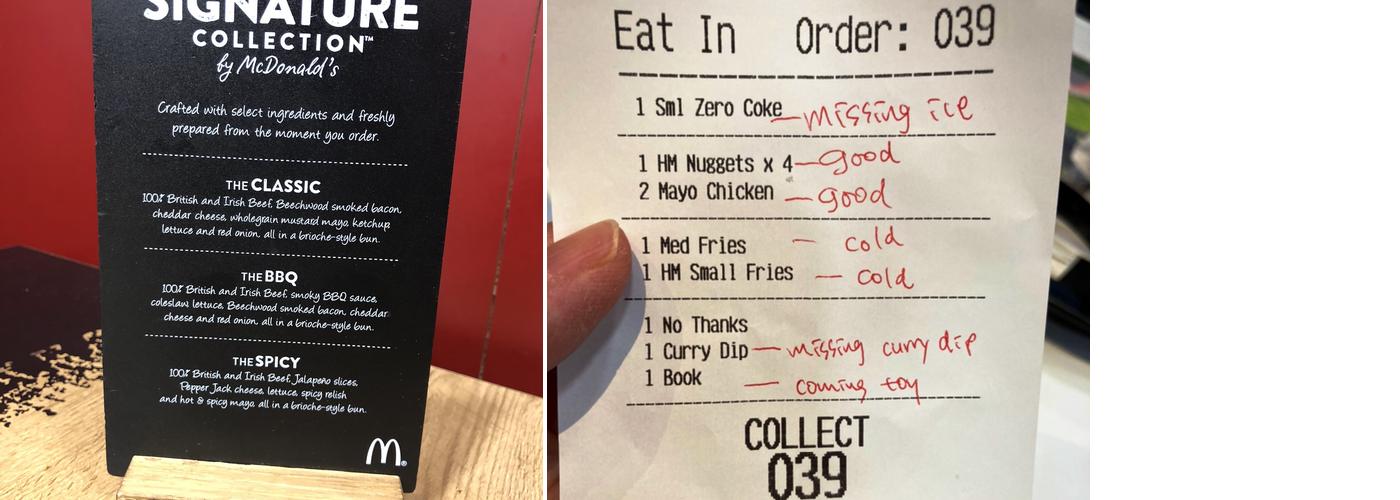 SIGNATURE
COLLECTION™
by McDonald's
Crafted with select ingredients and freshly
prepared from the moment you order.
THE CLASSIC
100% British and Irish Beef, Beechwood smoked bacon,
cheddar cheese, wholegrain mustard mayo, ketchup,
lettuce and red onion, all in a brioche-style bun.
THE BBQ
100% British and Irish Beef, smoky BBQ sauce,
coleslaw lettuce, Beechwood smoked bacon, cheddar
cheese and red onion, all in a brioche-style bun.
THE SPICY
100% British and Irish Beef, Jalapeño slices,
Pepper Jack cheese, lettuce, spicy relish
and hot & spicy mayo, all in a brioche-style bun.
M®
Eat In Order: 039
1 Sml Zero Coke — missing ice
1 HM Nuggets x 4 — good
2 Mayo Chicken — good
1 Med Fries — cold
1 HM Small Fries — cold
1 No Thanks
1 Curry Dip — missing curry dip
1 Book — coming toy
COLLECT
039